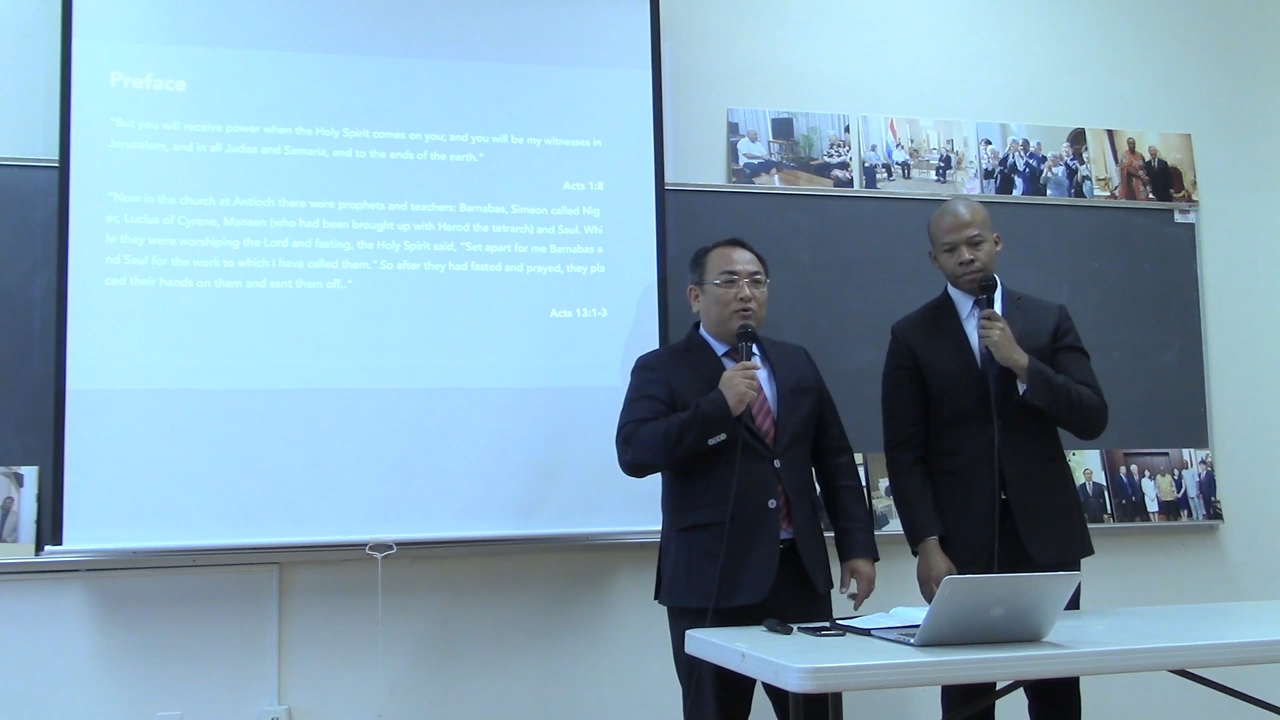 Preface
"But you will receive power when the Holy Spirit comes on you; and you will be my witnesses in
Jerusalem, and in all Judea and Samaria, and to the ends of the earth."
Acts 1:8
"Now in the church at Antioch there were prophets and teachers: Barnabas, Simeon called Nig
er, Lucius of Cyrene, Manaen (who had been brought up with Herod the tetrarch) and Saul. Whi
le they were worshiping the Lord and fasting, the Holy Spirit said, "Set apart for me Barnabas a
nd Saul for the work to which I have called them." So after they had fasted and prayed, they pla
ced their hands on them and sent them off.."
Acts 13:1-3